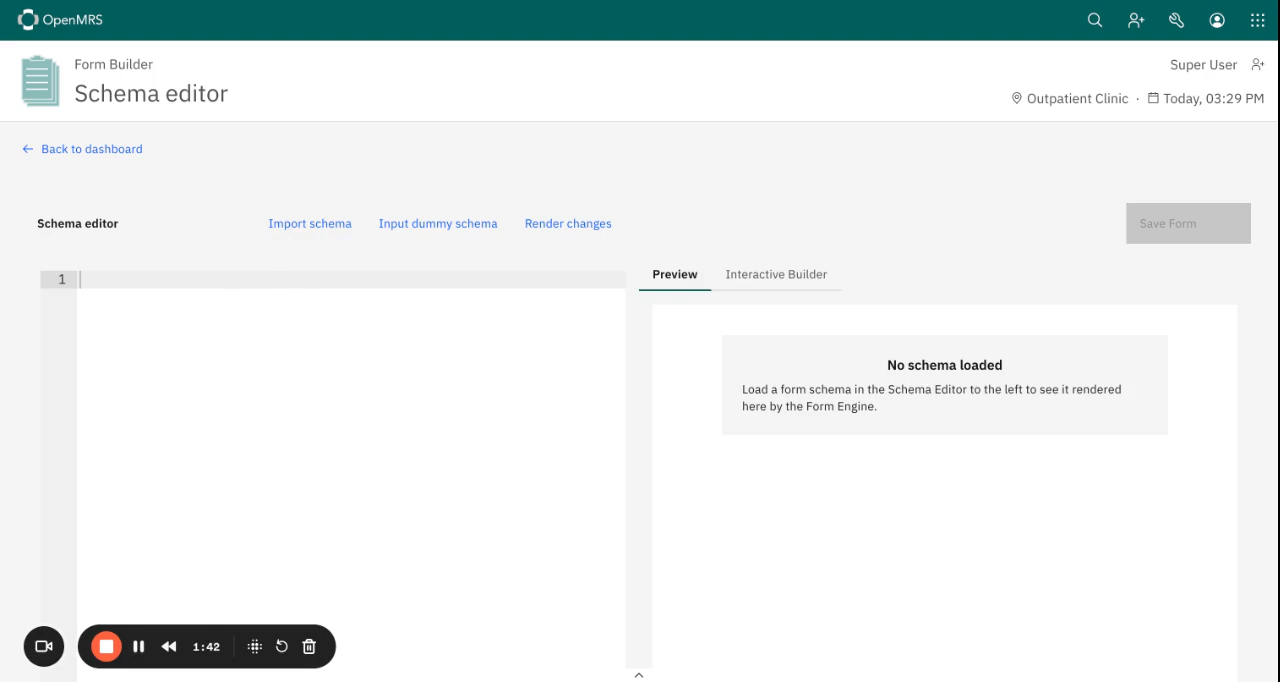 OpenMRS
Form Builder
Schema editor
Super User
Outpatient Clinic · Today, 03:29 PM
Back to dashboard
Schema editor
Import schema
Input dummy schema
Render changes
Save Form
1
Preview
Interactive Builder
No schema loaded
Load a form schema in the Schema Editor to the left to see it rendered
here by the Form Engine.
1:42